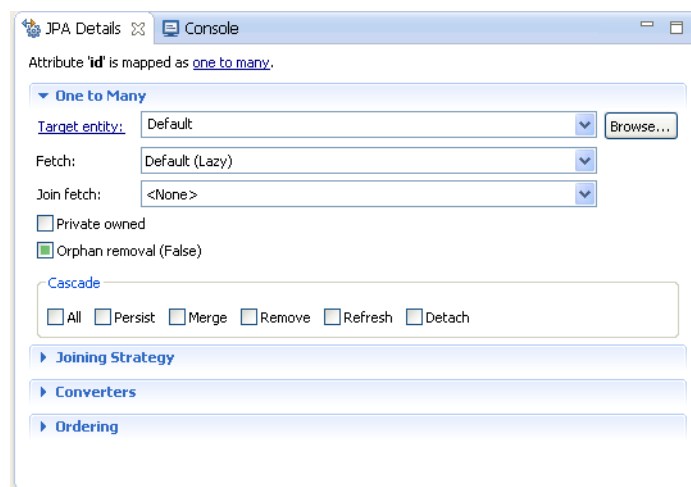 JPA Details Console
Attribute 'id' is mapped as one to many.
One to Many
Target entity: Default Browse...
Fetch: Default (Lazy)
Join fetch: <None>
Private owned
Orphan removal (False)
Cascade
All Persist Merge Remove Refresh Detach
Joining Strategy
Converters
Ordering